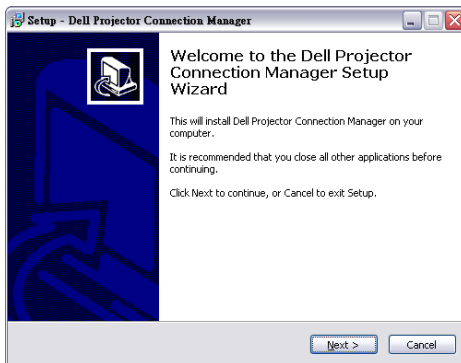 Setup - Dell Projector Connection Manager
Welcome to the Dell Projector
Connection Manager Setup
Wizard
This will install Dell Projector Connection Manager on your
computer.
It is recommended that you close all other applications before
continuing.
Click Next to continue, or Cancel to exit Setup.
Next >
Cancel